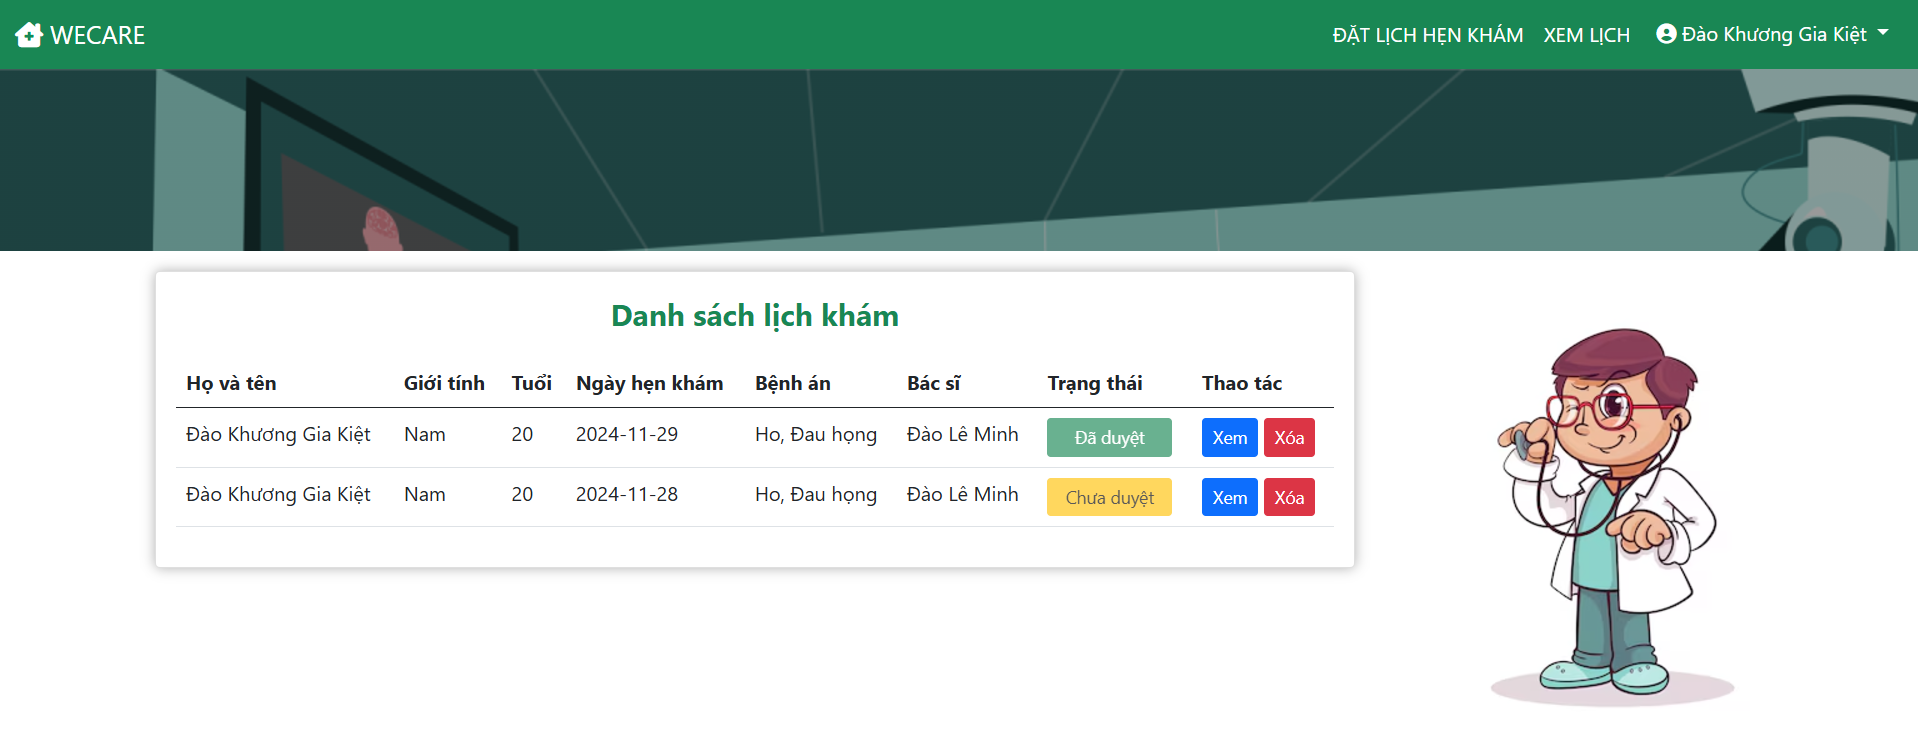 WECARE ĐẶT LỊCH HẸN KHÁM XEM LỊCH Đào Khương Gia Kiệt
Danh sách lịch khám
Họ và tên Giới tính Tuổi Ngày hẹn khám Bệnh án Bác sĩ Trạng thái Thao tác
Đào Khương Gia Kiệt Nam 20 2024-11-29 Ho, Đau họng Đào Lê Minh Đã duyệt Xem Xóa
Đào Khương Gia Kiệt Nam 20 2024-11-28 Ho, Đau họng Đào Lê Minh Chưa duyệt Xem Xóa